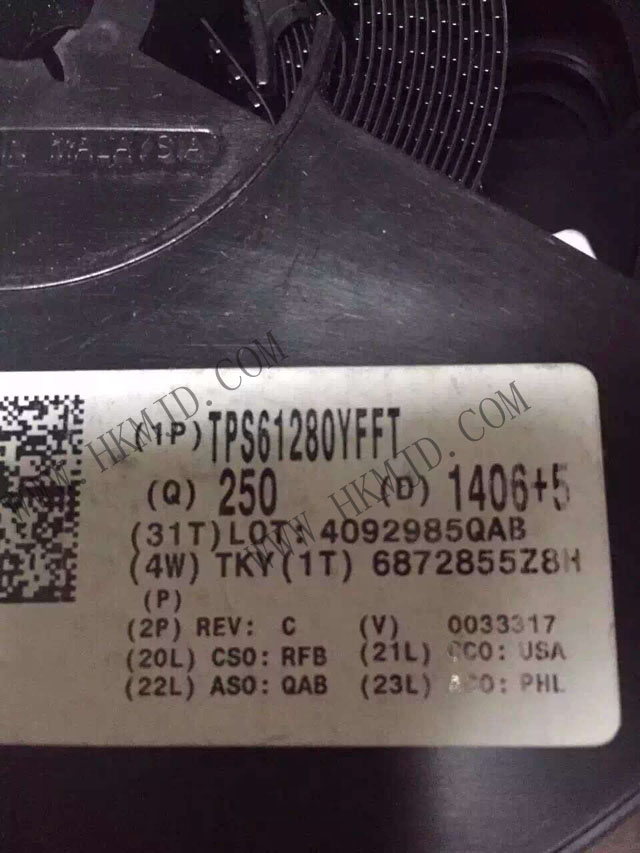 MALAYSIA
(1P) TPS61280YFFT
(Q) 250 (D) 1406+5
(31T) LOT: 4092985QAB
(4W) TKY (1T) 6872855Z8H
(P)
(2P) REV: C (V) 0033317
(20L) CSO: RFB (21L) CCO: USA
(22L) ASO: QAB (23L) ACO: PHL
WWW.HKMJD.COM
WWW.HKMJD.COM